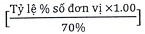 [Tỷ lệ % số đơn vị ×1.00
70%]